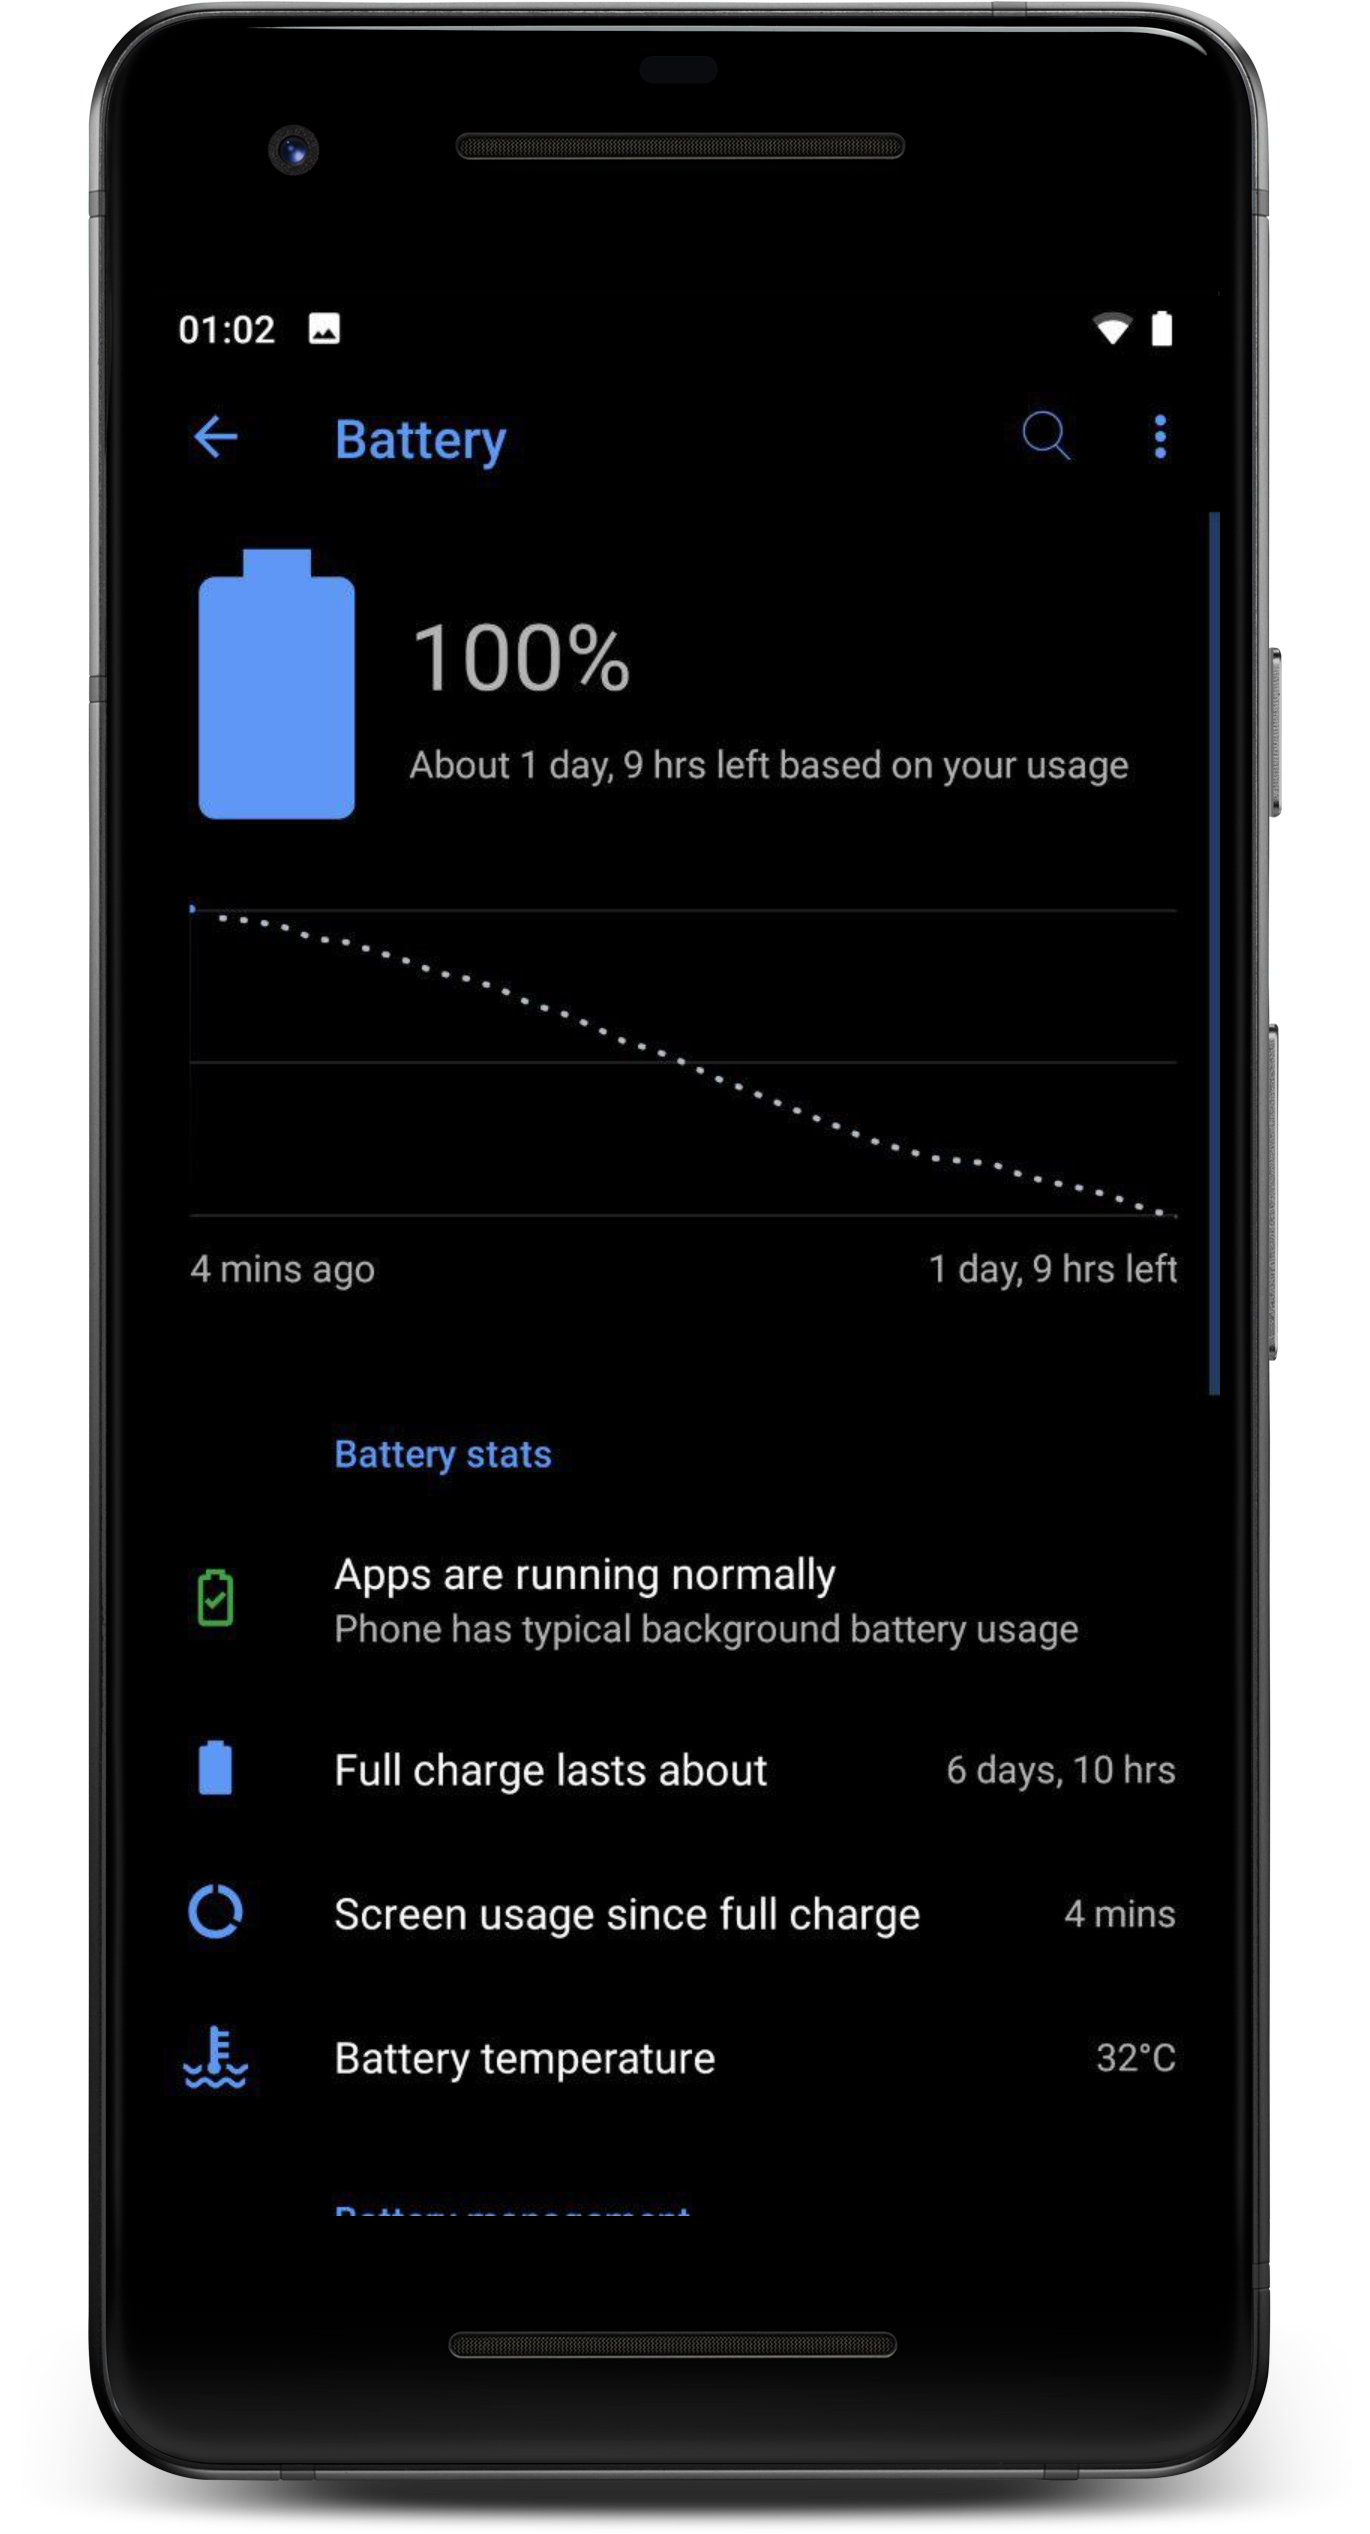 01:02
Battery
100%
About 1 day, 9 hrs left based on your usage
4 mins ago
1 day, 9 hrs left
Battery stats
Apps are running normally
Phone has typical background battery usage
Full charge lasts about
6 days, 10 hrs
Screen usage since full charge
4 mins
Battery temperature
32°C
Battery management